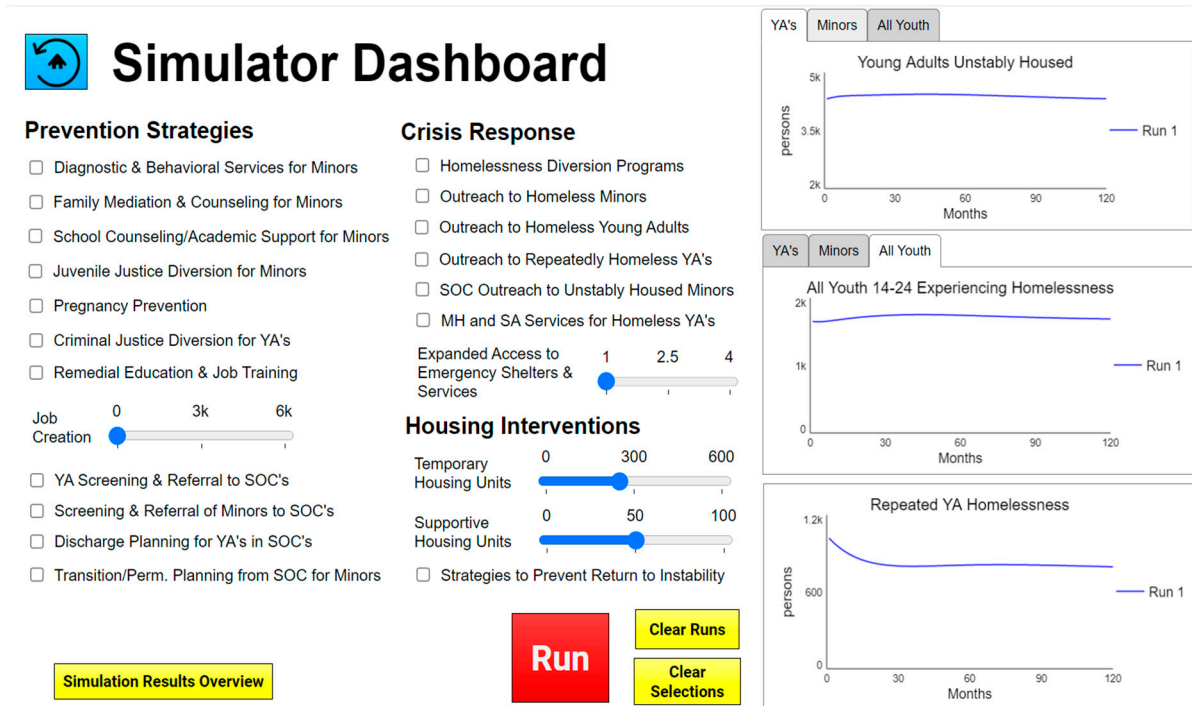 Simulator Dashboard
Prevention Strategies
Diagnostic & Behavioral Services for Minors
Family Mediation & Counseling for Minors
School Counseling/Academic Support for Minors
Juvenile Justice Diversion for Minors
Pregnancy Prevention
Criminal Justice Diversion for YA's
Remedial Education & Job Training
Job
Creation
0 3k 6k
YA Screening & Referral to SOC's
Screening & Referral of Minors to SOC's
Discharge Planning for YA's in SOC's
Transition/Perm. Planning from SOC for Minors
Simulation Results Overview
Crisis Response
Homelessness Diversion Programs
Outreach to Homeless Minors
Outreach to Homeless Young Adults
Outreach to Repeatedly Homeless YA's
SOC Outreach to Unstably Housed Minors
MH and SA Services for Homeless YA's
Expanded Access to
Emergency Shelters &
Services
1 2.5 4
Housing Interventions
Temporary
Housing Units
0 300 600
Supportive
Housing Units
0 50 100
Strategies to Prevent Return to Instability
Run
Clear Runs
Clear
Selections
YA's Minors All Youth
Young Adults Unstably Housed
5k
3.5k
2k
persons
0 30 60 90 120
Months
Run 1
YA's Minors All Youth
All Youth 14-24 Experiencing Homelessness
2k
1k
0
0 30 60 90 120
Months
Run 1
Repeated YA Homelessness
1.2k
600
0
persons
0 30 60 90 120
Months
Run 1